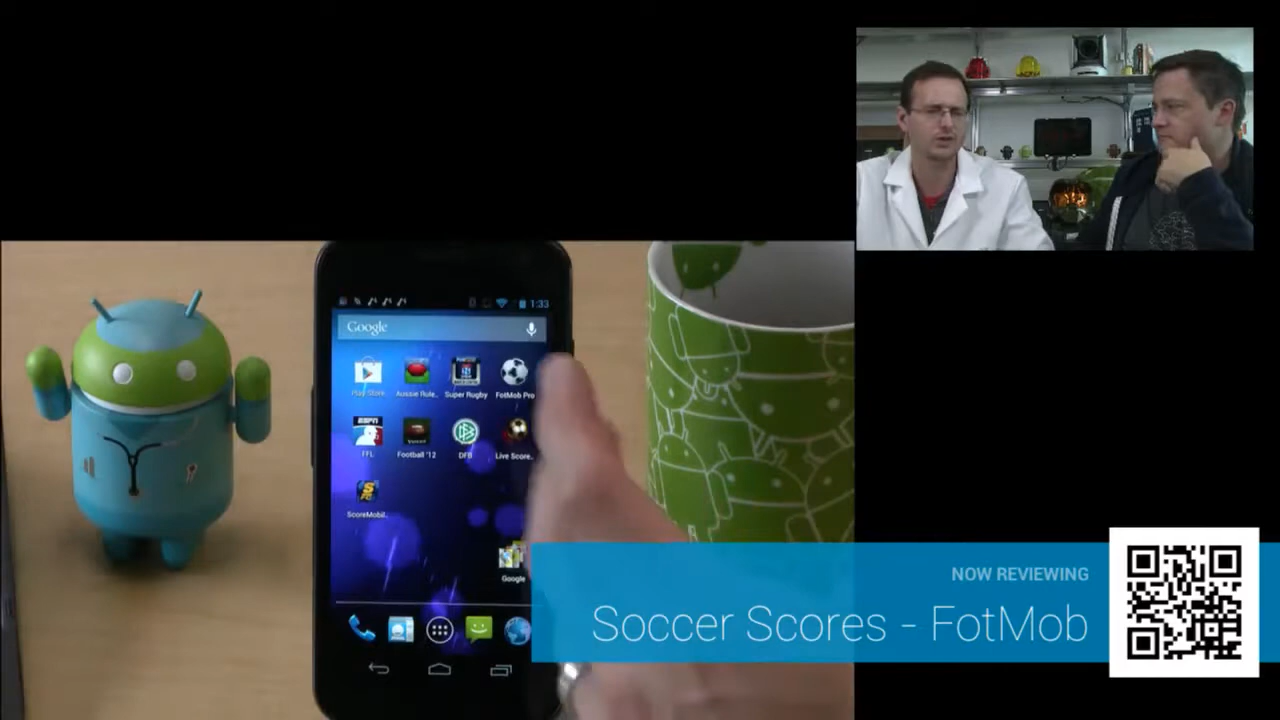 1:33
Google
Play Store
Aussie Rule..
Super Rugby
FotMob Pro
ESPN
FFL
Football '12
DFB
Live Score..
ScoreMobil..
Google
NOW REVIEWING
Soccer Scores - FotMob